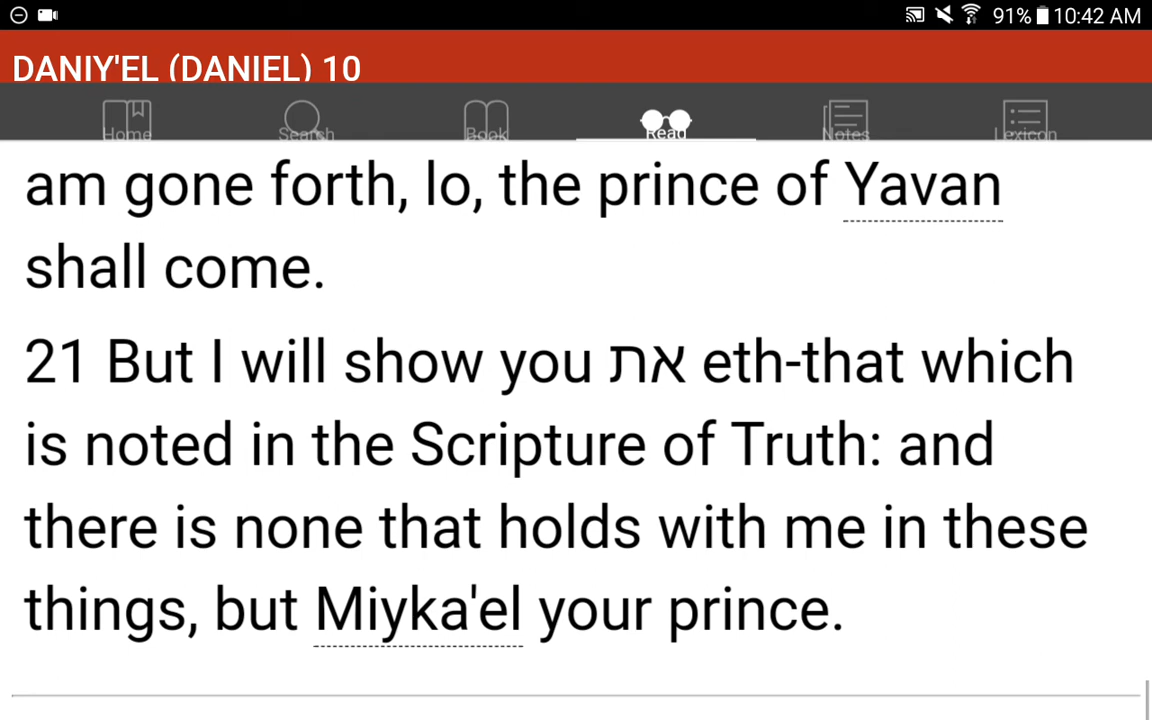 91% 10:42 AM
DANIY'EL (DANIEL) 10
Home Search Book Read Notes Lexicon
am gone forth, lo, the prince of Yavan
shall come.
21 But I will show you את eth-that which
is noted in the Scripture of Truth: and
there is none that holds with me in these
things, but Miyka'el your prince.